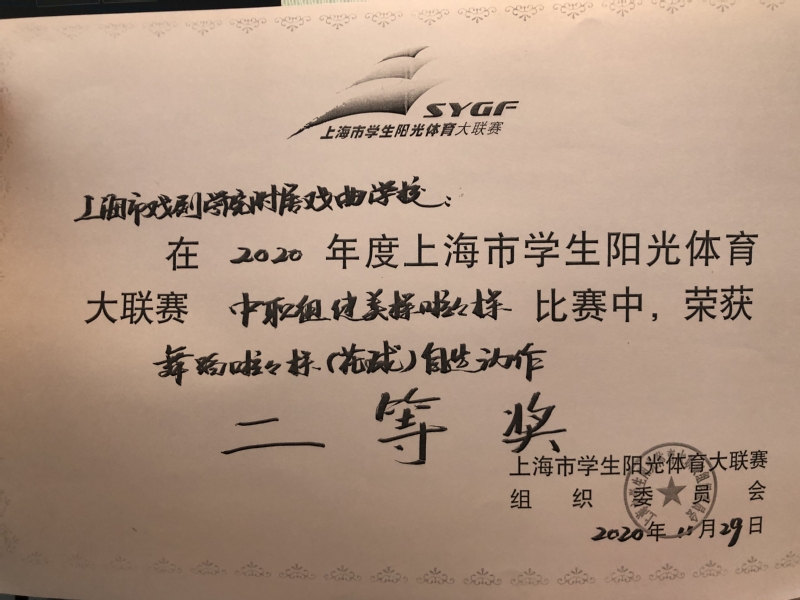 SYGF
上海市学生阳光体育大联赛
上海市戏剧学院附属戏曲学校：
在 2020 年度上海市学生阳光体育
大联赛 中职组健美操啦々操 比赛中，荣获
舞蹈啦々操(花球)自选动作
二等奖
上海市学生阳光体育大联赛
组织委员会
2020年11月29日